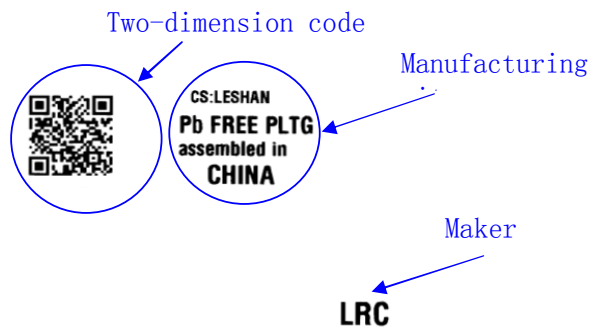 Two-dimension code
Manufacturing
CS:LESHAN
Pb FREE PLTG
assembled in
CHINA
Maker
LRC